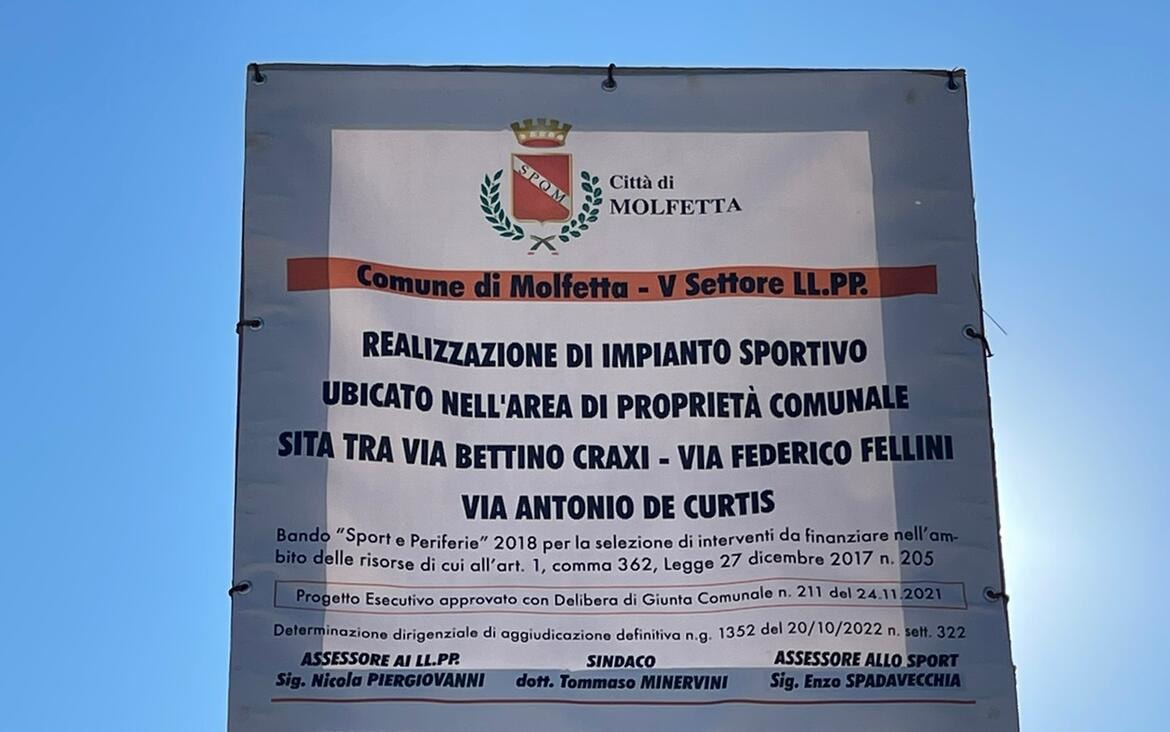 SPQM
Città di
MOLFETTA
Comune di Molfetta - V Settore LL.PP.
REALIZZAZIONE DI IMPIANTO SPORTIVO
UBICATO NELL'AREA DI PROPRIETÀ COMUNALE
SITA TRA VIA BETTINO CRAXI - VIA FEDERICO FELLINI
VIA ANTONIO DE CURTIS
Bando "Sport e Periferie" 2018 per la selezione di interventi da finanziare nell'am-
bito delle risorse di cui all'art. 1, comma 362, Legge 27 dicembre 2017 n. 205
Progetto Esecutivo approvato con Delibera di Giunta Comunale n. 211 del 24.11.2021
Determinazione dirigenziale di aggiudicazione definitiva n.g. 1352 del 20/10/2022 n. sett. 322
ASSESSORE AI LL.PP. SINDACO ASSESSORE ALLO SPORT
Sig. Nicola PIERGIOVANNI dott. Tommaso MINERVINI Sig. Enzo SPADAVECCHIA